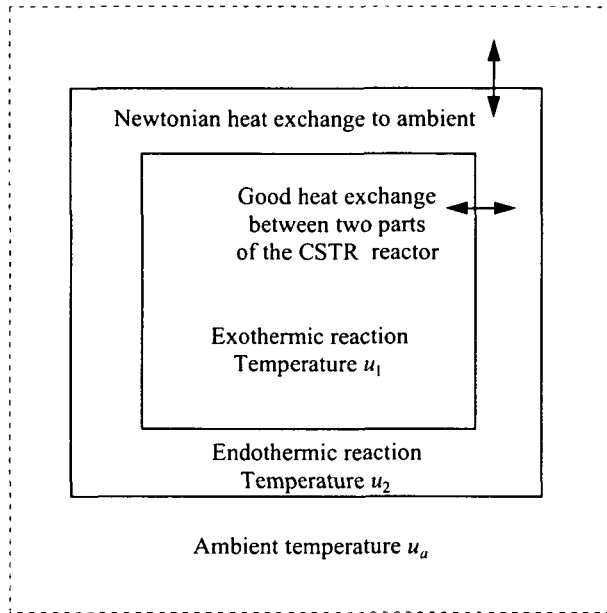 Newtonian heat exchange to ambient
Good heat exchange
between two parts
of the CSTR reactor
Exothermic reaction
Temperature u₁
Endothermic reaction
Temperature u₂
Ambient temperature uₐ